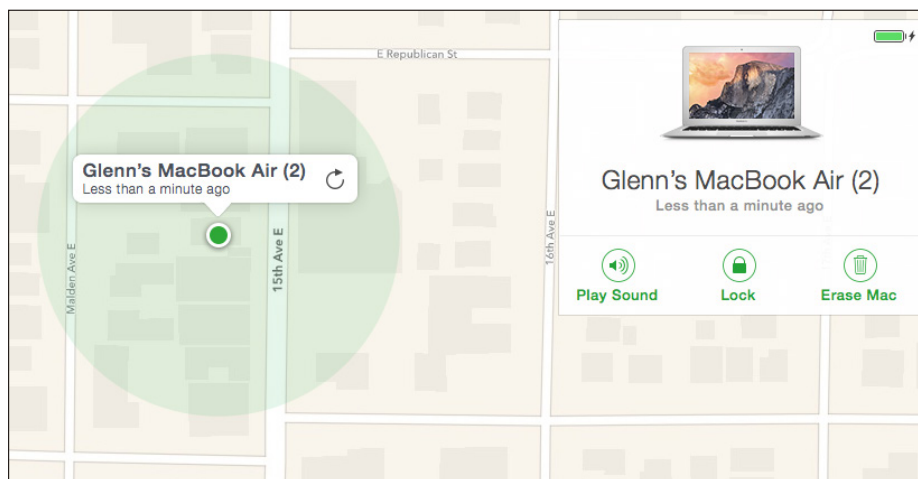 E Republican St
Glenn's MacBook Air (2)
Less than a minute ago
Malden Ave E
15th Ave E
16th Ave E
Glenn's MacBook Air (2)
Less than a minute ago
Play Sound
Lock
Erase Mac